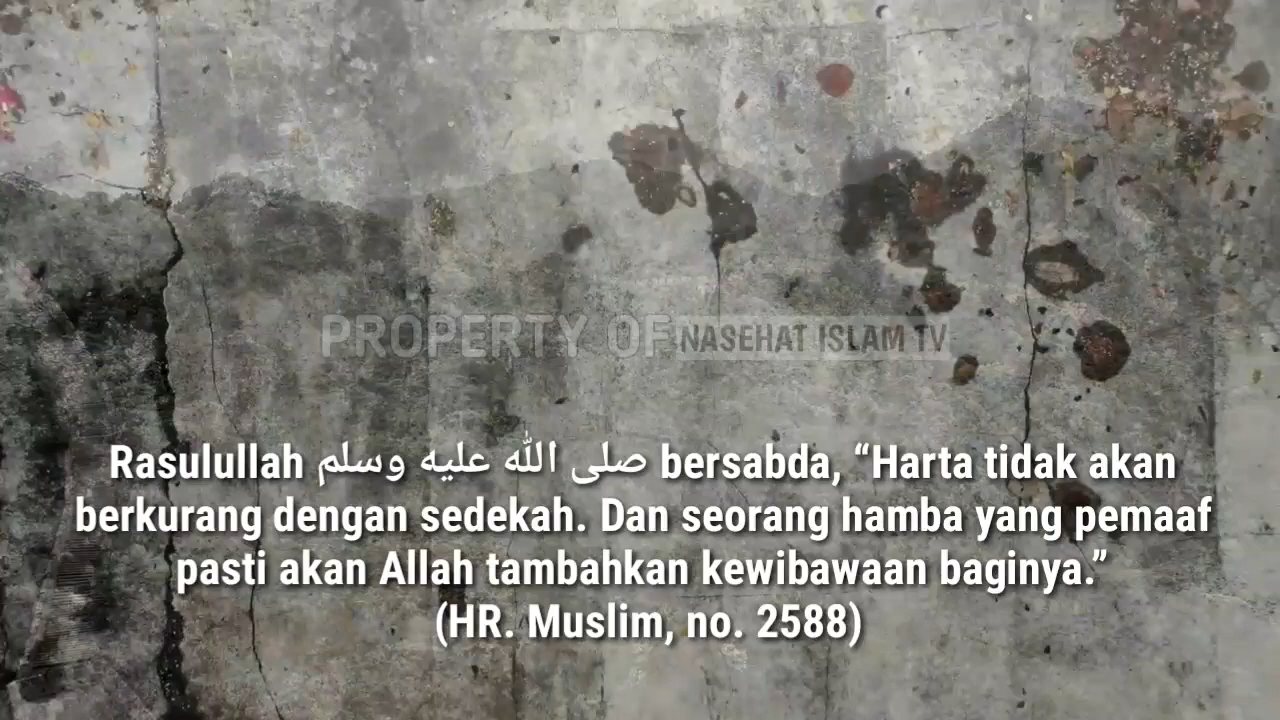 PROPERTY OF NASEHAT ISLAM TV
Rasulullah صلى الله عليه وسلم bersabda, “Harta tidak akan
berkurang dengan sedekah. Dan seorang hamba yang pemaaf
pasti akan Allah tambahkan kewibawaan baginya.”
(HR. Muslim, no. 2588)